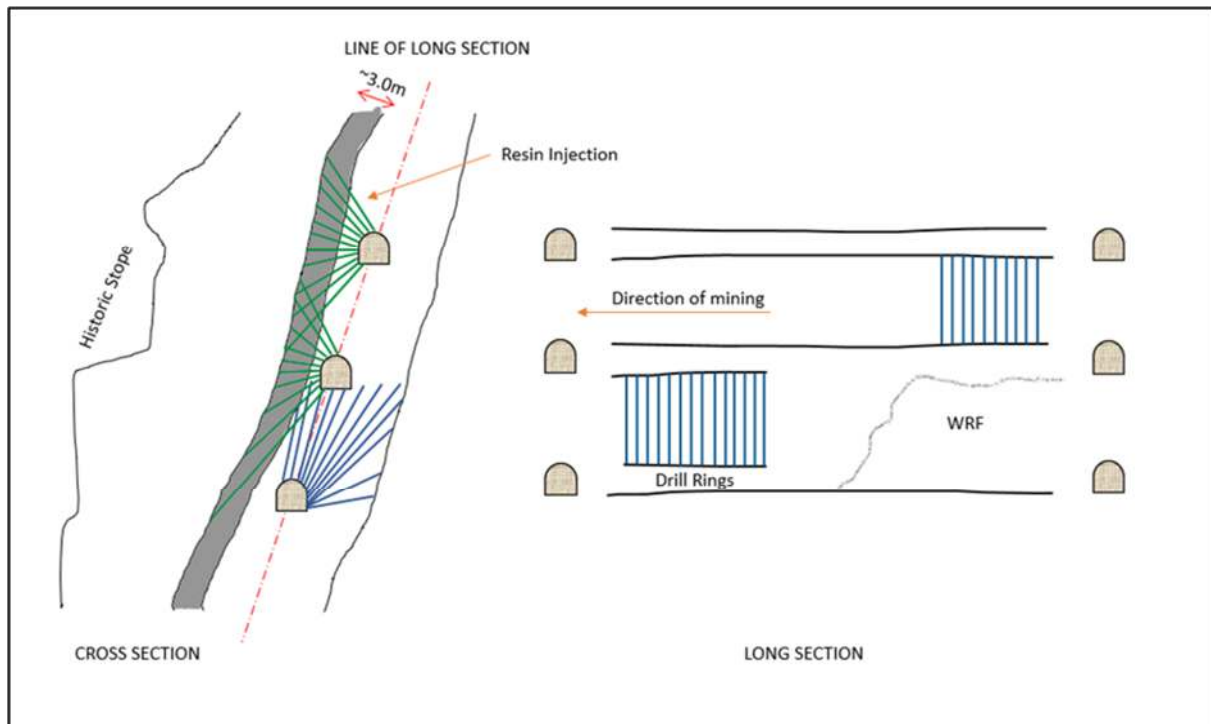 LINE OF LONG SECTION
~3.0m
Resin Injection
Historic Stope
Direction of mining
WRF
Drill Rings
CROSS SECTION
LONG SECTION